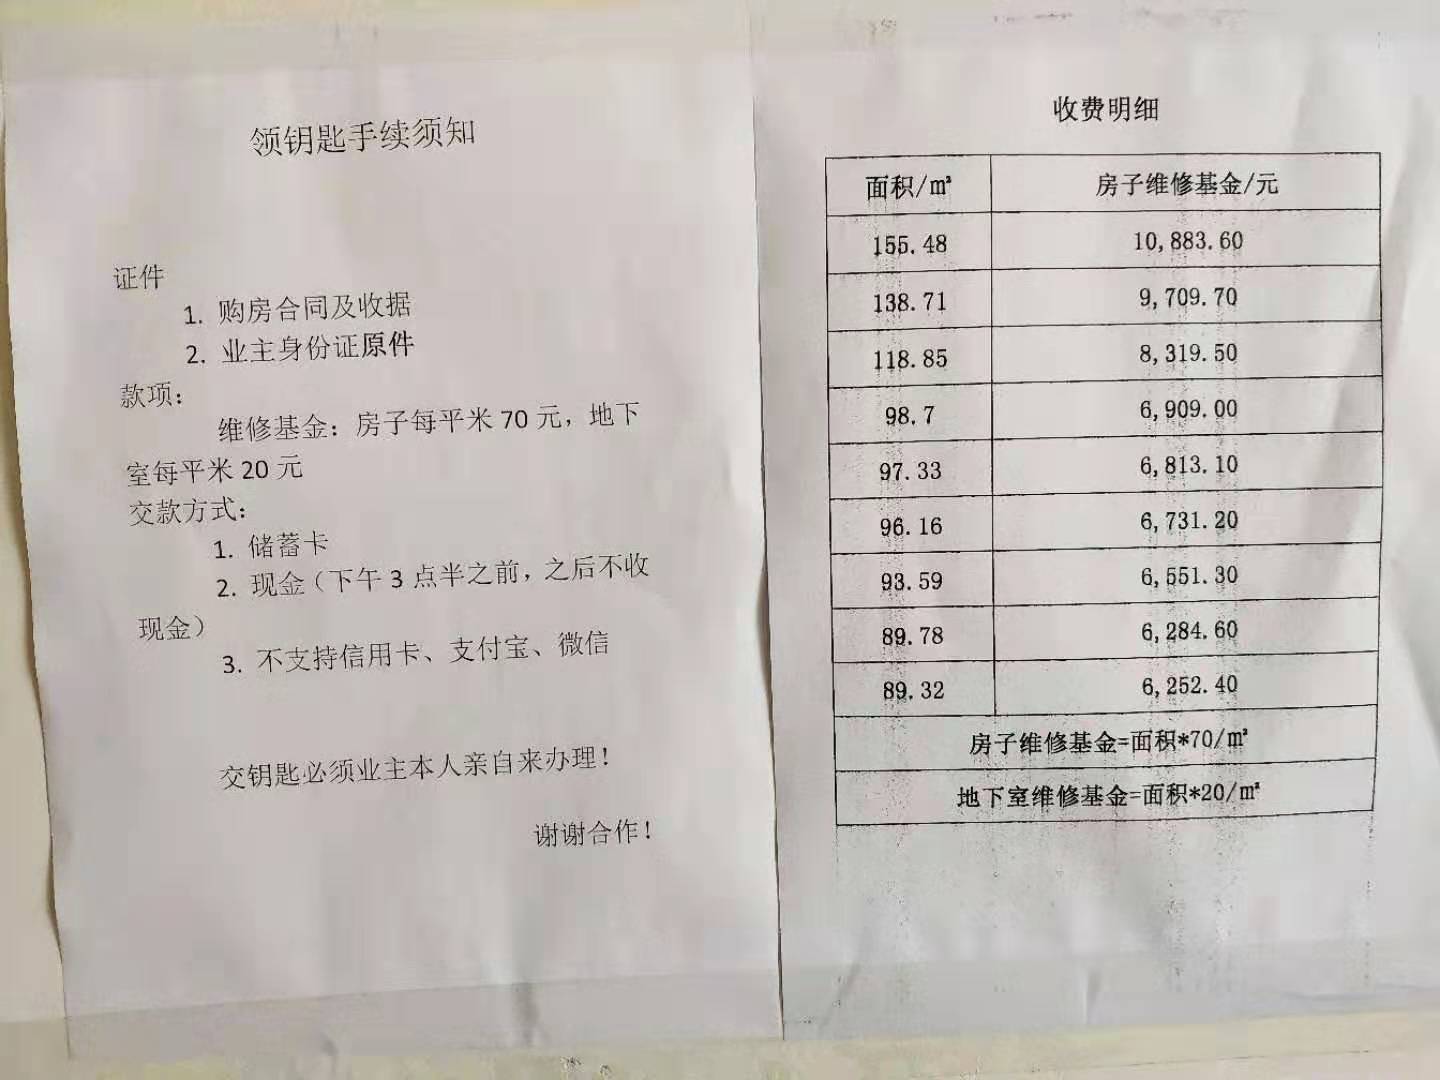 领钥匙手续须知
证件
1. 购房合同及收据
2. 业主身份证原件
款项：
维修基金：房子每平米 70 元，地下
室每平米 20 元
交款方式：
1. 储蓄卡
2. 现金（下午 3 点半之前，之后不收
现金）
3. 不支持信用卡、支付宝、微信
交钥匙必须业主本人亲自来办理！
谢谢合作！
收费明细
面积/㎡ 房子维修基金/元
155.48 10,883.60
138.71 9,709.70
118.85 8,319.50
98.7 6,909.00
97.33 6,813.10
96.16 6,731.20
93.59 6,551.30
89.78 6,284.60
89.32 6,252.40
房子维修基金=面积*70/㎡
地下室维修基金=面积*20/㎡